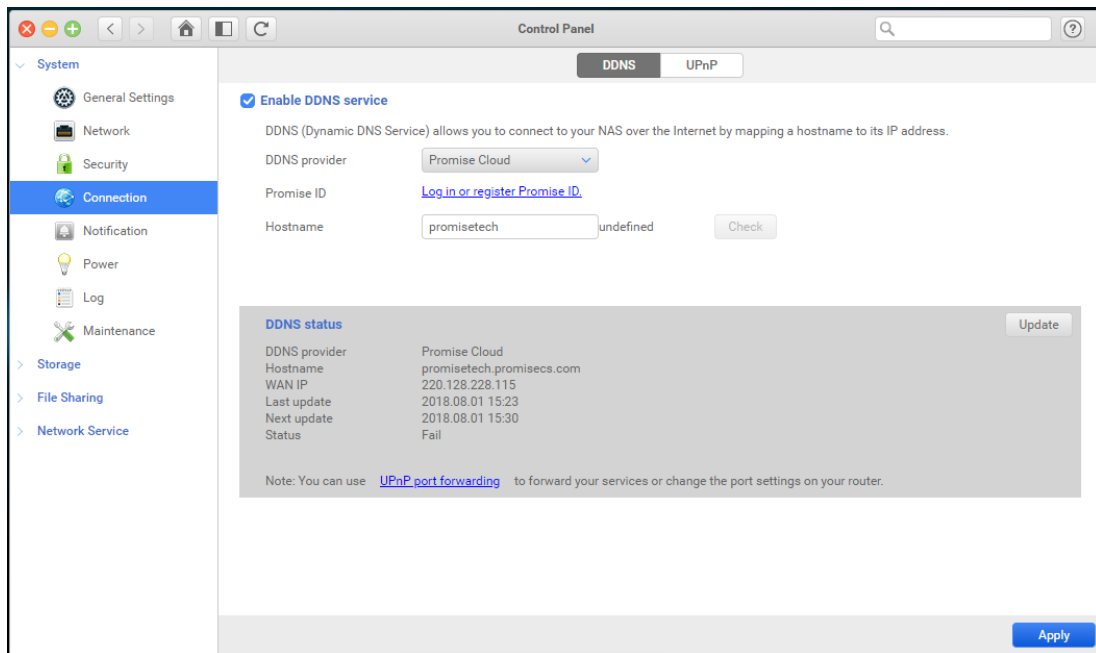 Control Panel
System
General Settings
Network
Security
Connection
Notification
Power
Log
Maintenance
Storage
File Sharing
Network Service
DDNS UPnP
Enable DDNS service
DDNS (Dynamic DNS Service) allows you to connect to your NAS over the Internet by mapping a hostname to its IP address.
DDNS provider Promise Cloud
Promise ID Log in or register Promise ID.
Hostname promisetech undefined Check
DDNS status Update
DDNS provider Promise Cloud
Hostname promisetech.promisecs.com
WAN IP 220.128.228.115
Last update 2018.08.01 15:23
Next update 2018.08.01 15:30
Status Fail
Note: You can use UPnP port forwarding to forward your services or change the port settings on your router.
Apply